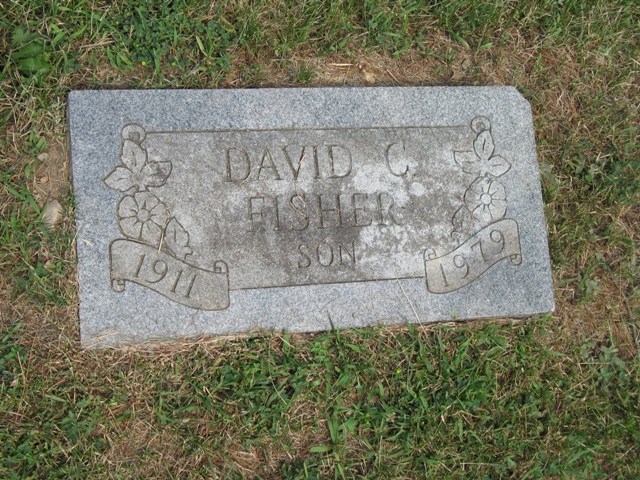 DAVID C.
FISHER
SON
1911
1979